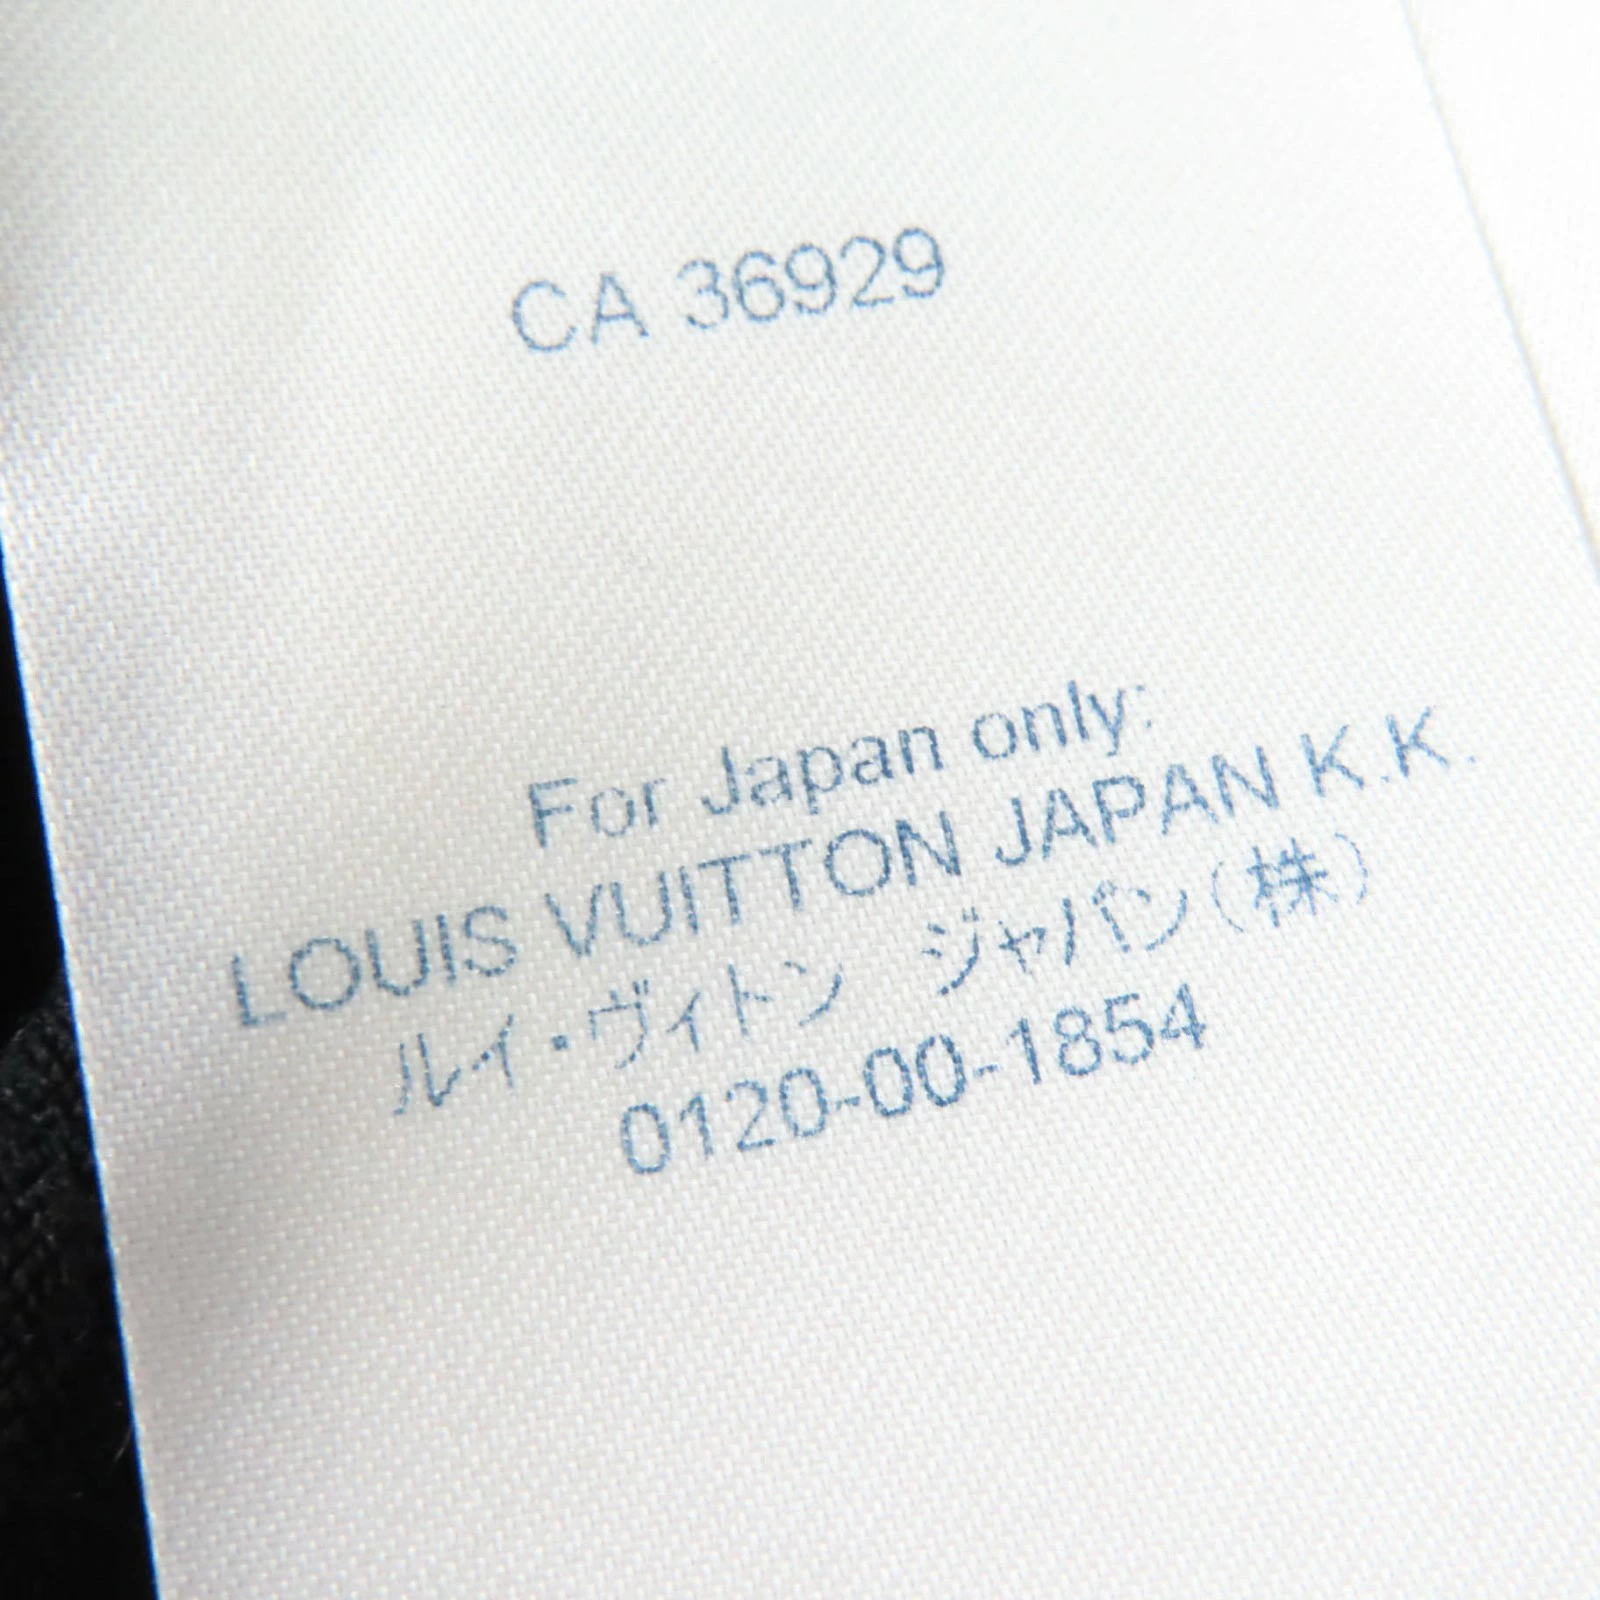 CA 36929
For Japan only:
LOUIS VUITTON JAPAN K.K.
ルイ・ヴィトン ジャパン(株)
0120-00-1854